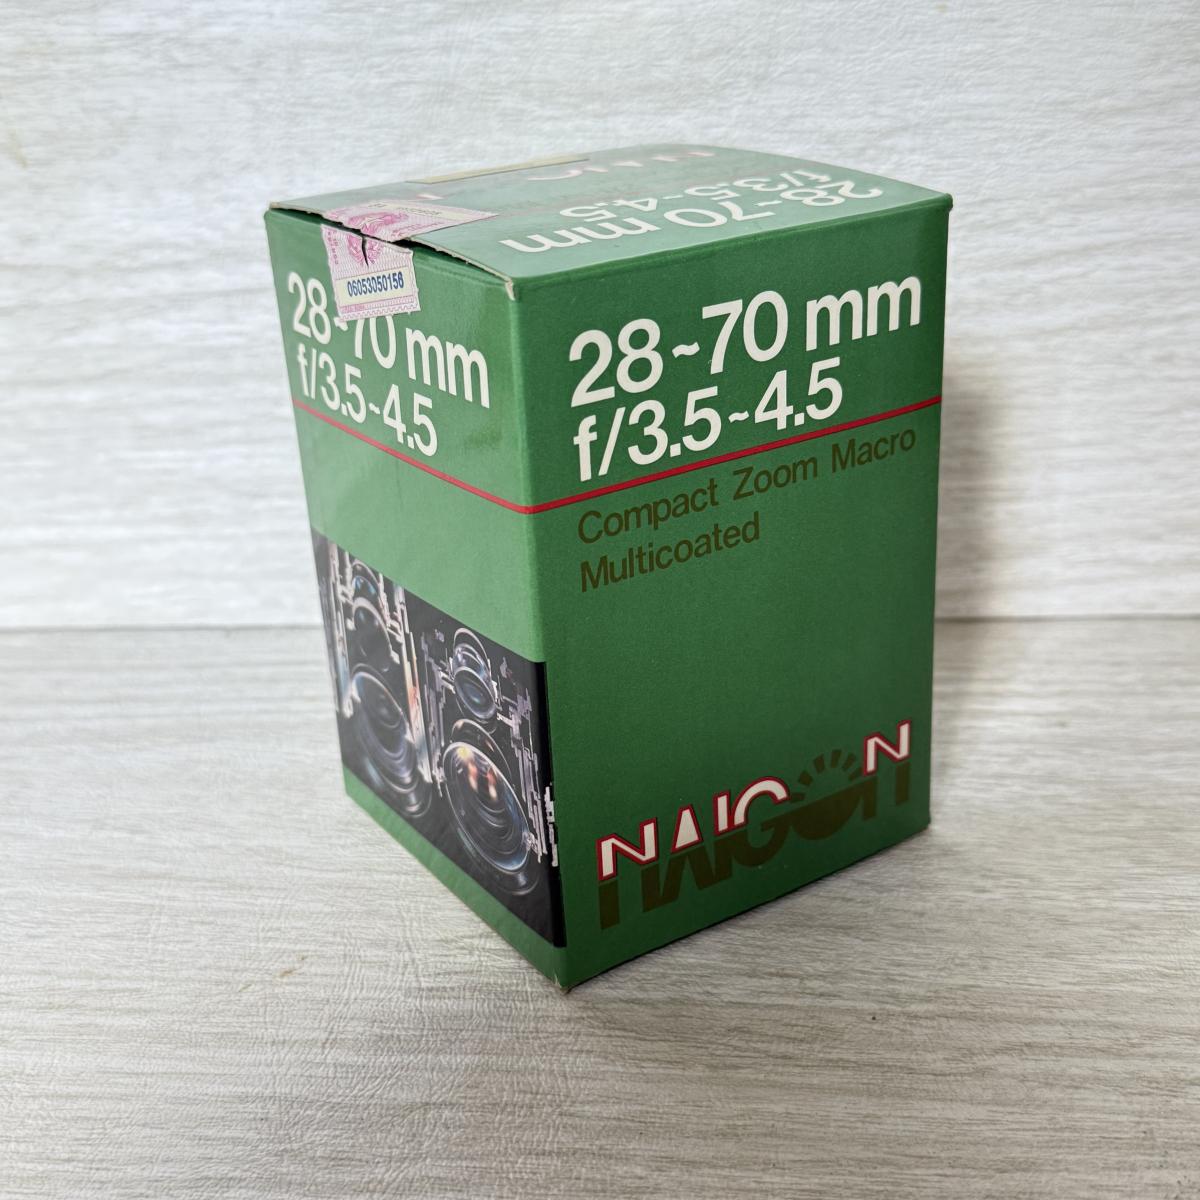 28~70 mm
f/3.5~4.5
06053050156
28~70 mm
f/3.5~4.5
28~70 mm
f/3.5~4.5
Compact Zoom Macro
Multicoated
NAIGON